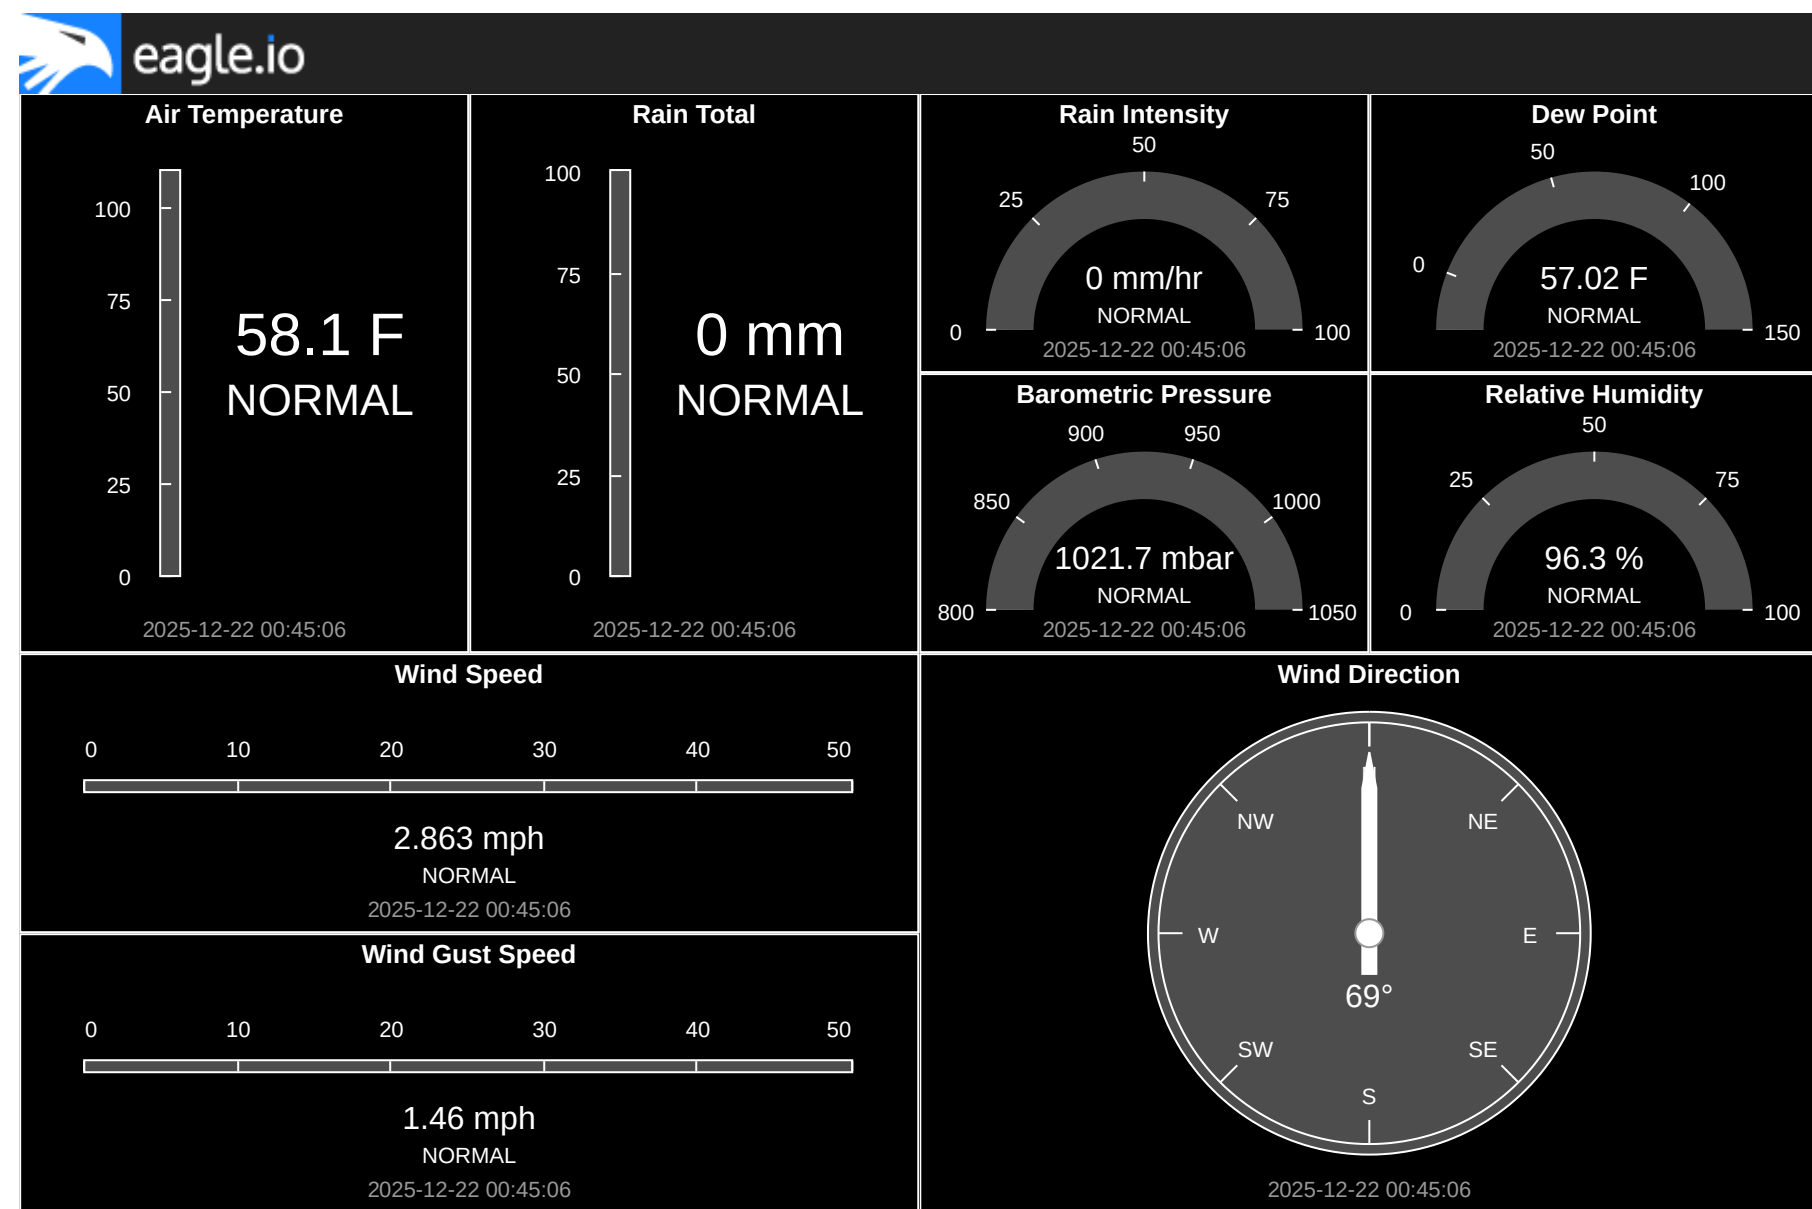 eagle.io
Air Temperature
100
75
50
25
0
58.1 F
NORMAL
2025-12-22 00:45:06
Rain Total
100
75
50
25
0
0 mm
NORMAL
2025-12-22 00:45:06
Rain Intensity
0
25
50
75
100
0 mm/hr
NORMAL
2025-12-22 00:45:06
Dew Point
0
50
100
150
57.02 F
NORMAL
2025-12-22 00:45:06
Barometric Pressure
800
850
900
950
1000
1050
1021.7 mbar
NORMAL
2025-12-22 00:45:06
Relative Humidity
0
25
50
75
100
96.3 %
NORMAL
2025-12-22 00:45:06
Wind Speed
0 10 20 30 40 50
2.863 mph
NORMAL
2025-12-22 00:45:06
Wind Gust Speed
0 10 20 30 40 50
1.46 mph
NORMAL
2025-12-22 00:45:06
Wind Direction
NW NE
W E
69°
SW SE
S
2025-12-22 00:45:06